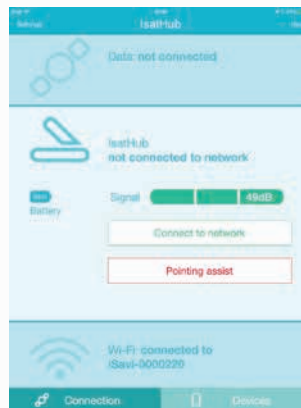 IsatHub
Data: not connected
IsatHub
not connected to network
Battery
Signal 49dB
Connect to network
Pointing assist
Wi-Fi: connected to
iSavi-0000220
Connection
Devices